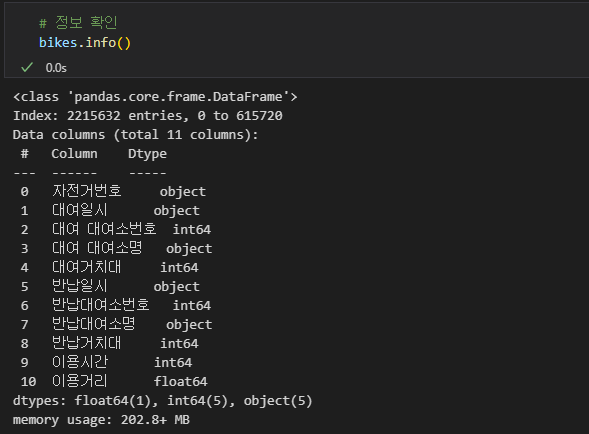 # 정보 확인
bikes.info()
0.0s
<class 'pandas.core.frame.DataFrame'>
Index: 2215632 entries, 0 to 615720
Data columns (total 11 columns):
 #   Column    Dtype
---  ------    -----
 0   자전거번호     object
 1   대여일시      object
 2   대여 대여소번호  int64
 3   대여 대여소명   object
 4   대여거치대     int64
 5   반납일시      object
 6   반납대여소번호   int64
 7   반납대여소명    object
 8   반납거치대     int64
 9   이용시간      int64
 10  이용거리      float64
dtypes: float64(1), int64(5), object(5)
memory usage: 202.8+ MB